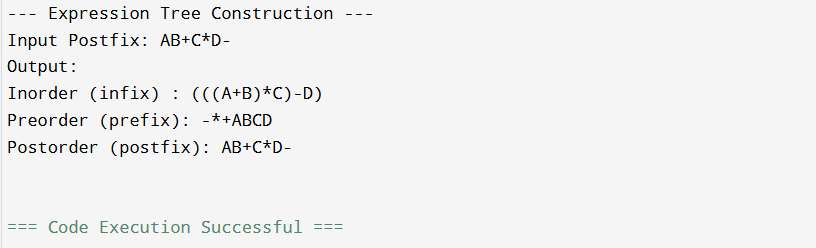 --- Expression Tree Construction ---
Input Postfix: AB+C*D-
Output:
Inorder (infix) : (((A+B)*C)-D)
Preorder (prefix): -*+ABCD
Postorder (postfix): AB+C*D-
=== Code Execution Successful ===